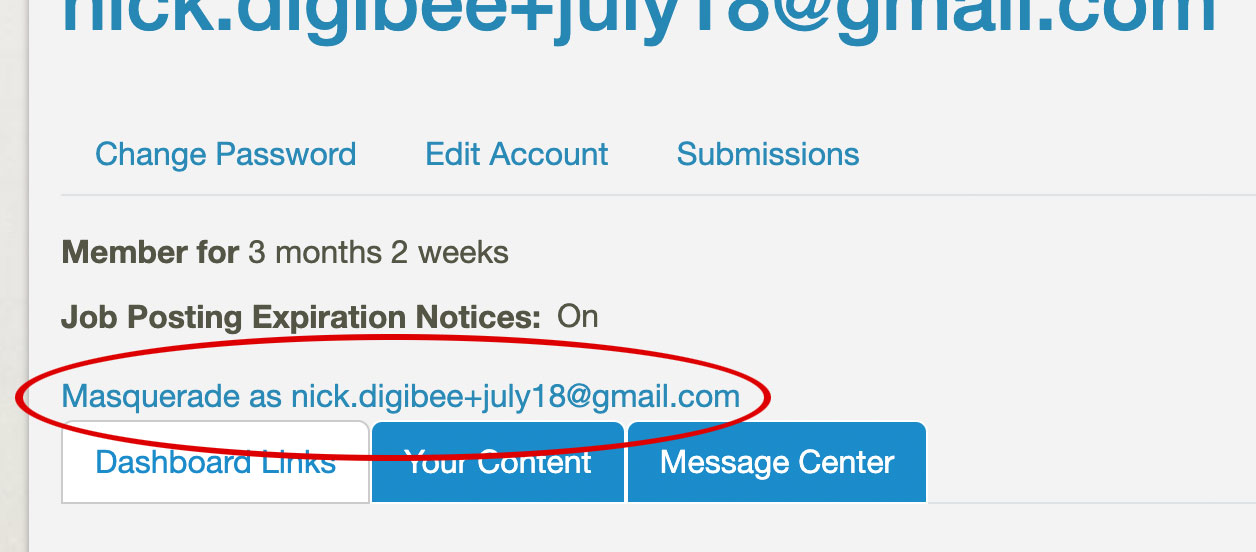 nick.digibee+july18@gmail.com
Change Password Edit Account Submissions
Member for 3 months 2 weeks
Job Posting Expiration Notices: On
Masquerade as nick.digibee+july18@gmail.com
Dashboard Links Your Content Message Center